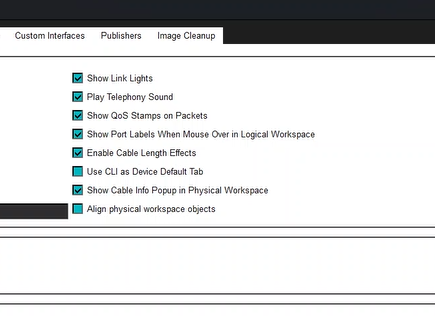 Custom Interfaces Publishers Image Cleanup
Show Link Lights
Play Telephony Sound
Show QoS Stamps on Packets
Show Port Labels When Mouse Over in Logical Workspace
Enable Cable Length Effects
Use CLI as Device Default Tab
Show Cable Info Popup in Physical Workspace
Align physical workspace objects